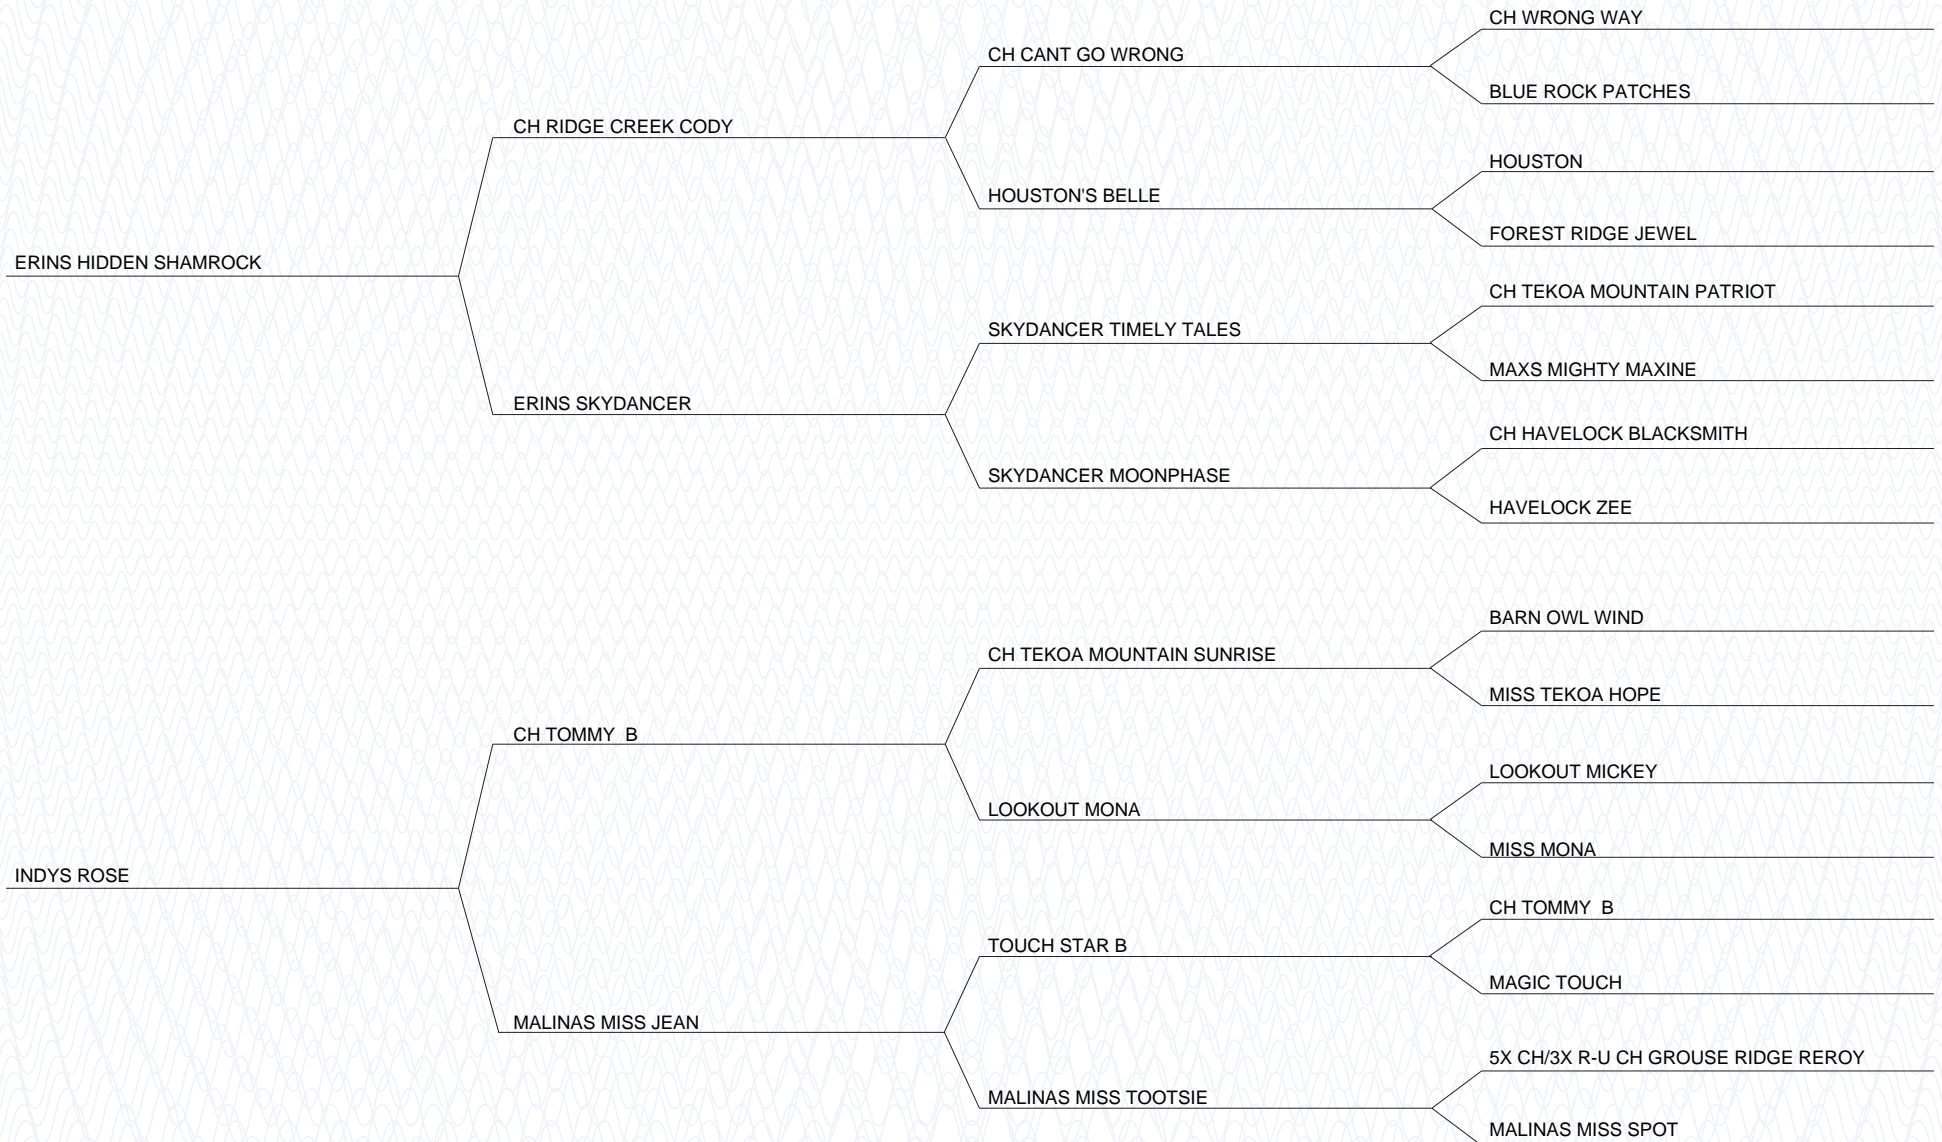 CH WRONG WAY
CH CANT GO WRONG
BLUE ROCK PATCHES
CH RIDGE CREEK CODY
HOUSTON
HOUSTON'S BELLE
FOREST RIDGE JEWEL
ERINS HIDDEN SHAMROCK
CH TEKOA MOUNTAIN PATRIOT
SKYDANCER TIMELY TALES
MAXS MIGHTY MAXINE
ERINS SKYDANCER
CH HAVELOCK BLACKSMITH
SKYDANCER MOONPHASE
HAVELOCK ZEE
BARN OWL WIND
CH TEKOA MOUNTAIN SUNRISE
MISS TEKOA HOPE
CH TOMMY  B
LOOKOUT MICKEY
LOOKOUT MONA
MISS MONA
INDYS ROSE
CH TOMMY  B
TOUCH STAR B
MAGIC TOUCH
MALINAS MISS JEAN
5X CH/3X R-U CH GROUSE RIDGE REROY
MALINAS MISS TOOTSIE
MALINAS MISS SPOT